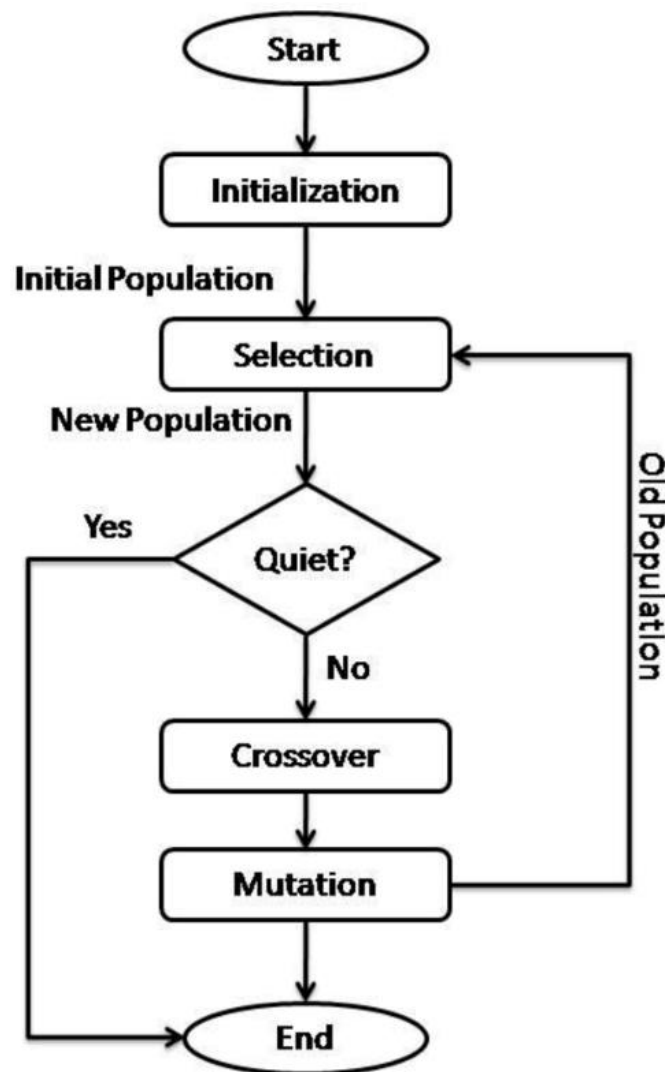 Start
Initialization
Initial Population
Selection
New Population
Yes
Quiet?
No
Crossover
Mutation
End
Old Population